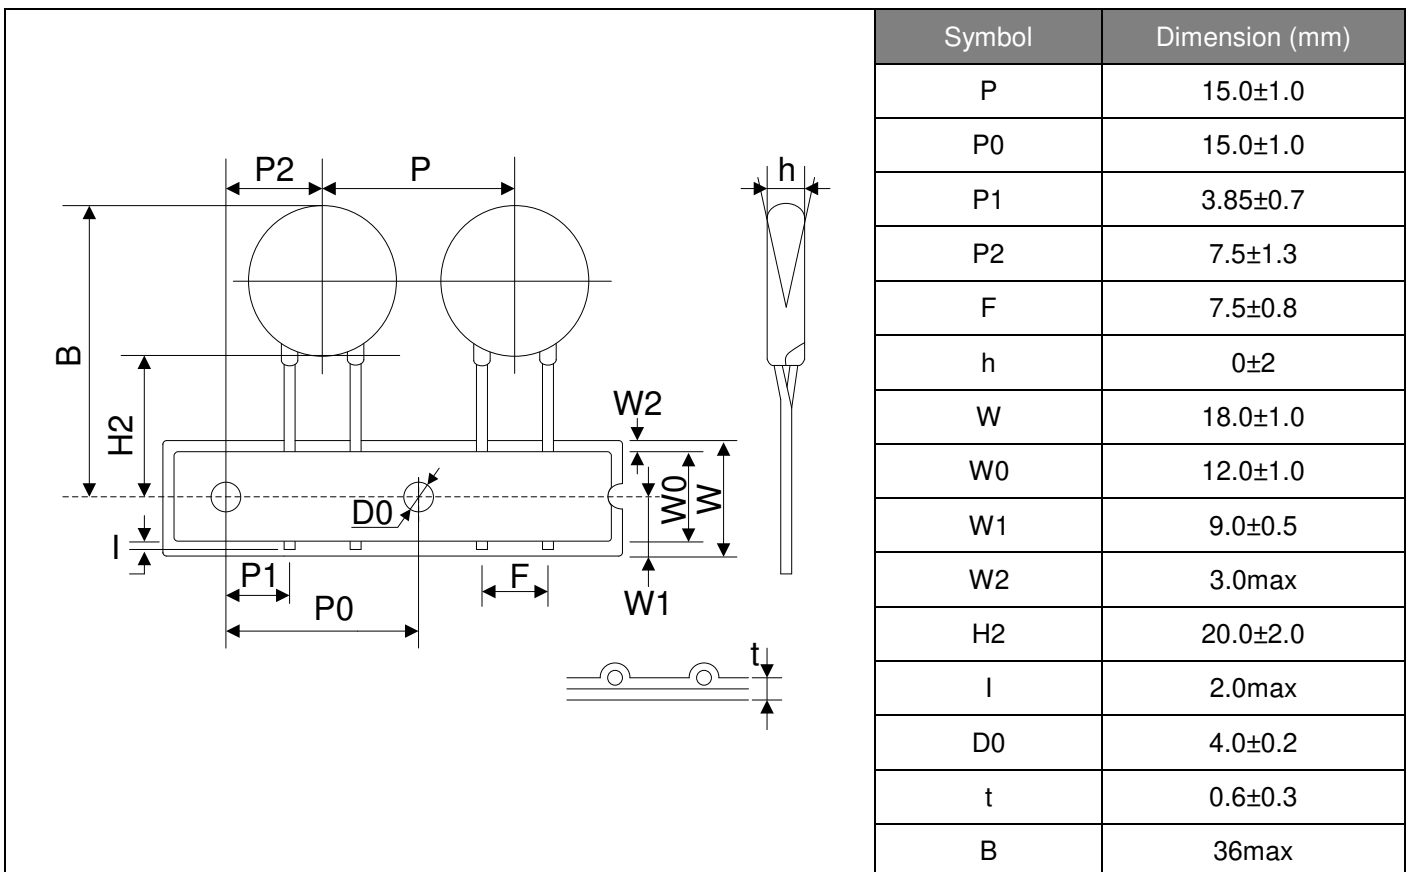 P2
P
h
B
H2
W2
W0
W
D0
I
P1
F
W1
P0
t
Symbol Dimension (mm)
P 15.0±1.0
P0 15.0±1.0
P1 3.85±0.7
P2 7.5±1.3
F 7.5±0.8
h 0±2
W 18.0±1.0
W0 12.0±1.0
W1 9.0±0.5
W2 3.0max
H2 20.0±2.0
I 2.0max
D0 4.0±0.2
t 0.6±0.3
B 36max